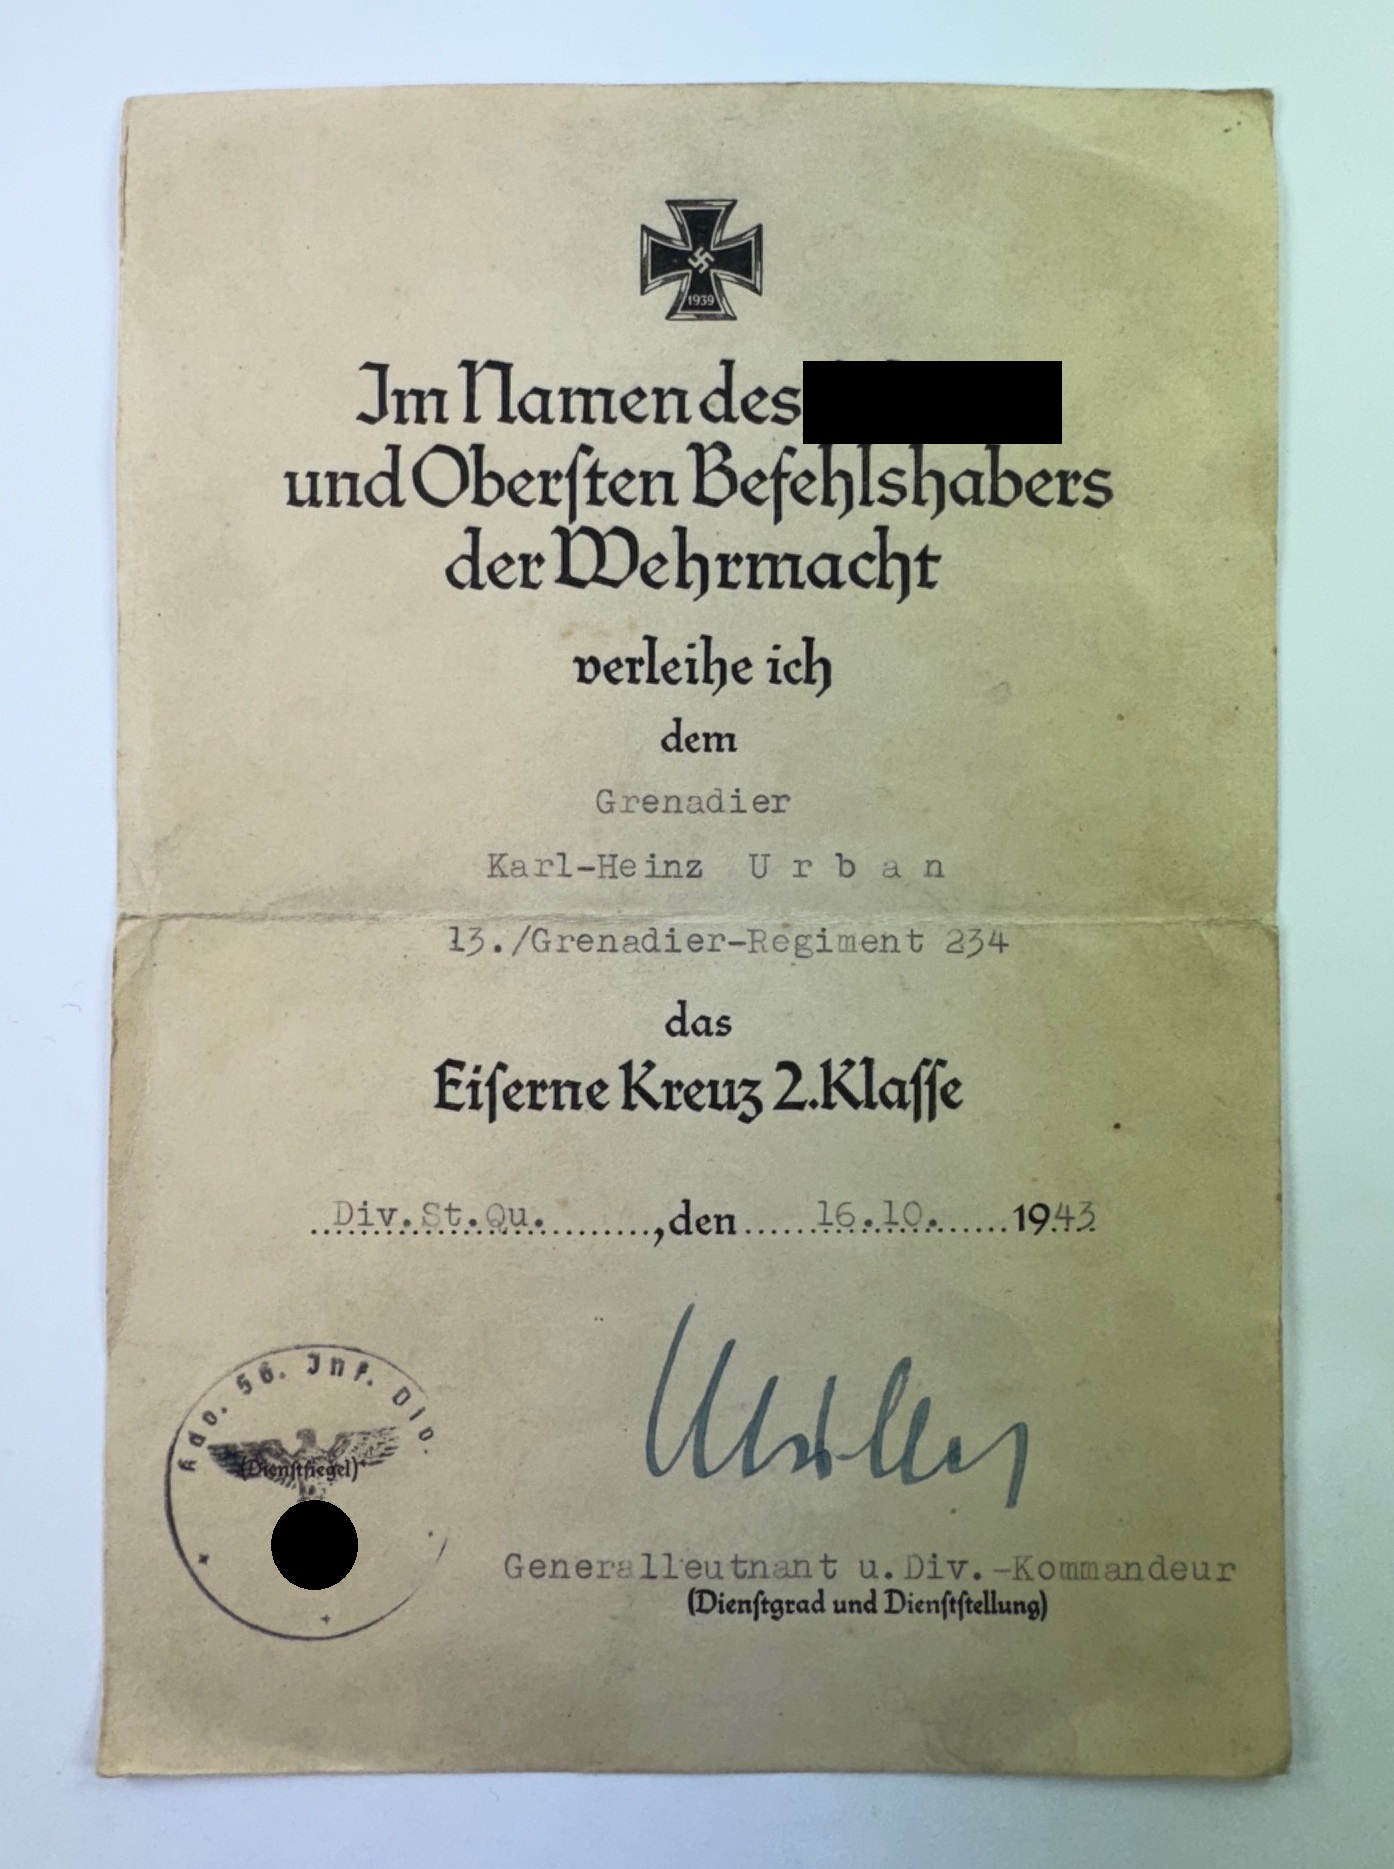 1939
Im Namen des
und Oberſten Befehlshabers
der Wehrmacht
verleihe ich
dem
Grenadier
Karl-Heinz U r b a n
13./Grenadier-Regiment 234
das
Eiſerne Kreuz 2.Klaſſe
Div.St.Qu. , den 16.10. 1943
Kdo. 56. Inf. Div.
(Dienſtſiegel)
Generalleutnant u.Div.-Kommandeur
(Dienſtgrad und Dienſtſtellung)